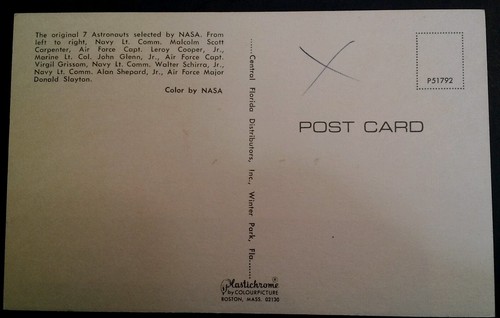 The original 7 Astronauts selected by NASA. From
left to right, Navy Lt. Comm. Malcolm Scott
Carpenter, Air Force Capt. Leroy Cooper, Jr.,
Marine Lt. Col. John Glenn, Jr., Air Force Capt.
Virgil Grissom, Navy Lt. Comm. Walter Schirra, Jr.,
Navy Lt. Comm. Alan Shepard, Jr., Air Force Major
Donald Slayton.
Color by NASA
Central Florida Distributors, Inc., Winter Park, Fla.
P51792
POST CARD
Plastichrome ®
by COLOURPICTURE
BOSTON, MASS. 02130